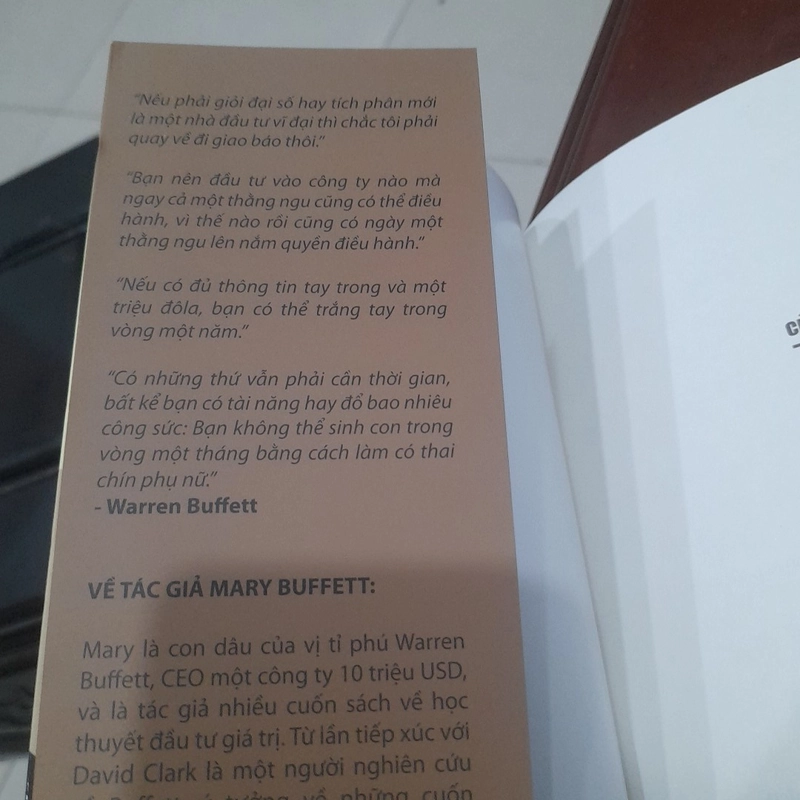 “Nếu phải giỏi đại số hay tích phân mới
là một nhà đầu tư vĩ đại thì chắc tôi phải
quay về đi giao báo thôi.”
“Bạn nên đầu tư vào công ty nào mà
ngay cả một thằng ngu cũng có thể điều
hành, vì thế nào rồi cũng có ngày một
thằng ngu lên nắm quyền điều hành.”
“Nếu có đủ thông tin tay trong và một
triệu đôla, bạn có thể trắng tay trong
vòng một năm.”
“Có những thứ vẫn phải cần thời gian,
bất kể bạn có tài năng hay đổ bao nhiêu
công sức: Bạn không thể sinh con trong
vòng một tháng bằng cách làm có thai
chín phụ nữ.”
- Warren Buffett
VỀ TÁC GIẢ MARY BUFFETT:
Mary là con dâu của vị tỉ phú Warren
Buffett, CEO một công ty 10 triệu USD,
và là tác giả nhiều cuốn sách về học
thuyết đầu tư giá trị. Từ lần tiếp xúc với
David Clark là một người nghiên cứu
về những cuốn